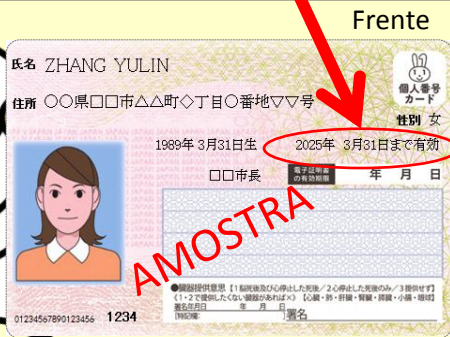 Frente
氏名 ZHANG YULIN
住所 〇〇県□□市△△町◇丁目〇番地▽▽号
個人番号
カード
性別 女
1989年 3月31日生 2025年 3月31日まで有効
□□市長 電子証明書の有効期限 年 月 日
AMOSTRA
●臓器提供意思【1脳死後及び心停止した死後／2心停止した死後のみ／3提供せず】
《1・2で提供したくない臓器があれば×》【心臓・肺・肝臓・腎臓・膵臓・小腸・眼球】
署名年月日 年 月 日
[特記欄: ] 署名
01234567890123456 1234